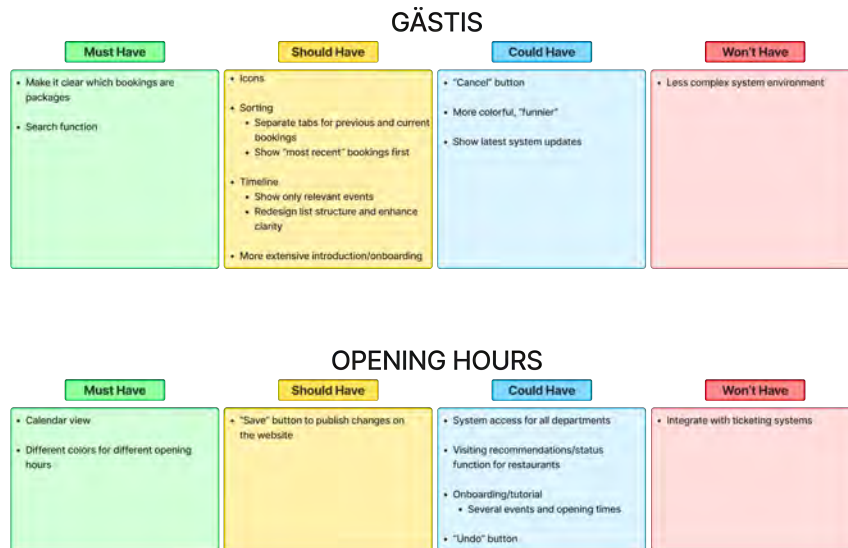 GÄSTIS
Must Have
• Make it clear which bookings are
packages
• Search function
Should Have
• Icons
• Sorting
• Separate tabs for previous and current
bookings
• Show "most recent" bookings first
• Timeline
• Show only relevant events
• Redesign list structure and enhance
clarity
• More extensive introduction/onboarding
Could Have
• "Cancel" button
• More colorful, "funnier"
• Show latest system updates
Won't Have
• Less complex system environment
OPENING HOURS
Must Have
• Calendar view
• Different colors for different opening
hours
Should Have
• "Save" button to publish changes on
the website
Could Have
• System access for all departments
• Visiting recommendations/status
function for restaurants
• Onboarding/tutorial
• Several events and opening times
• "Undo" button
Won't Have
• Integrate with ticketing systems